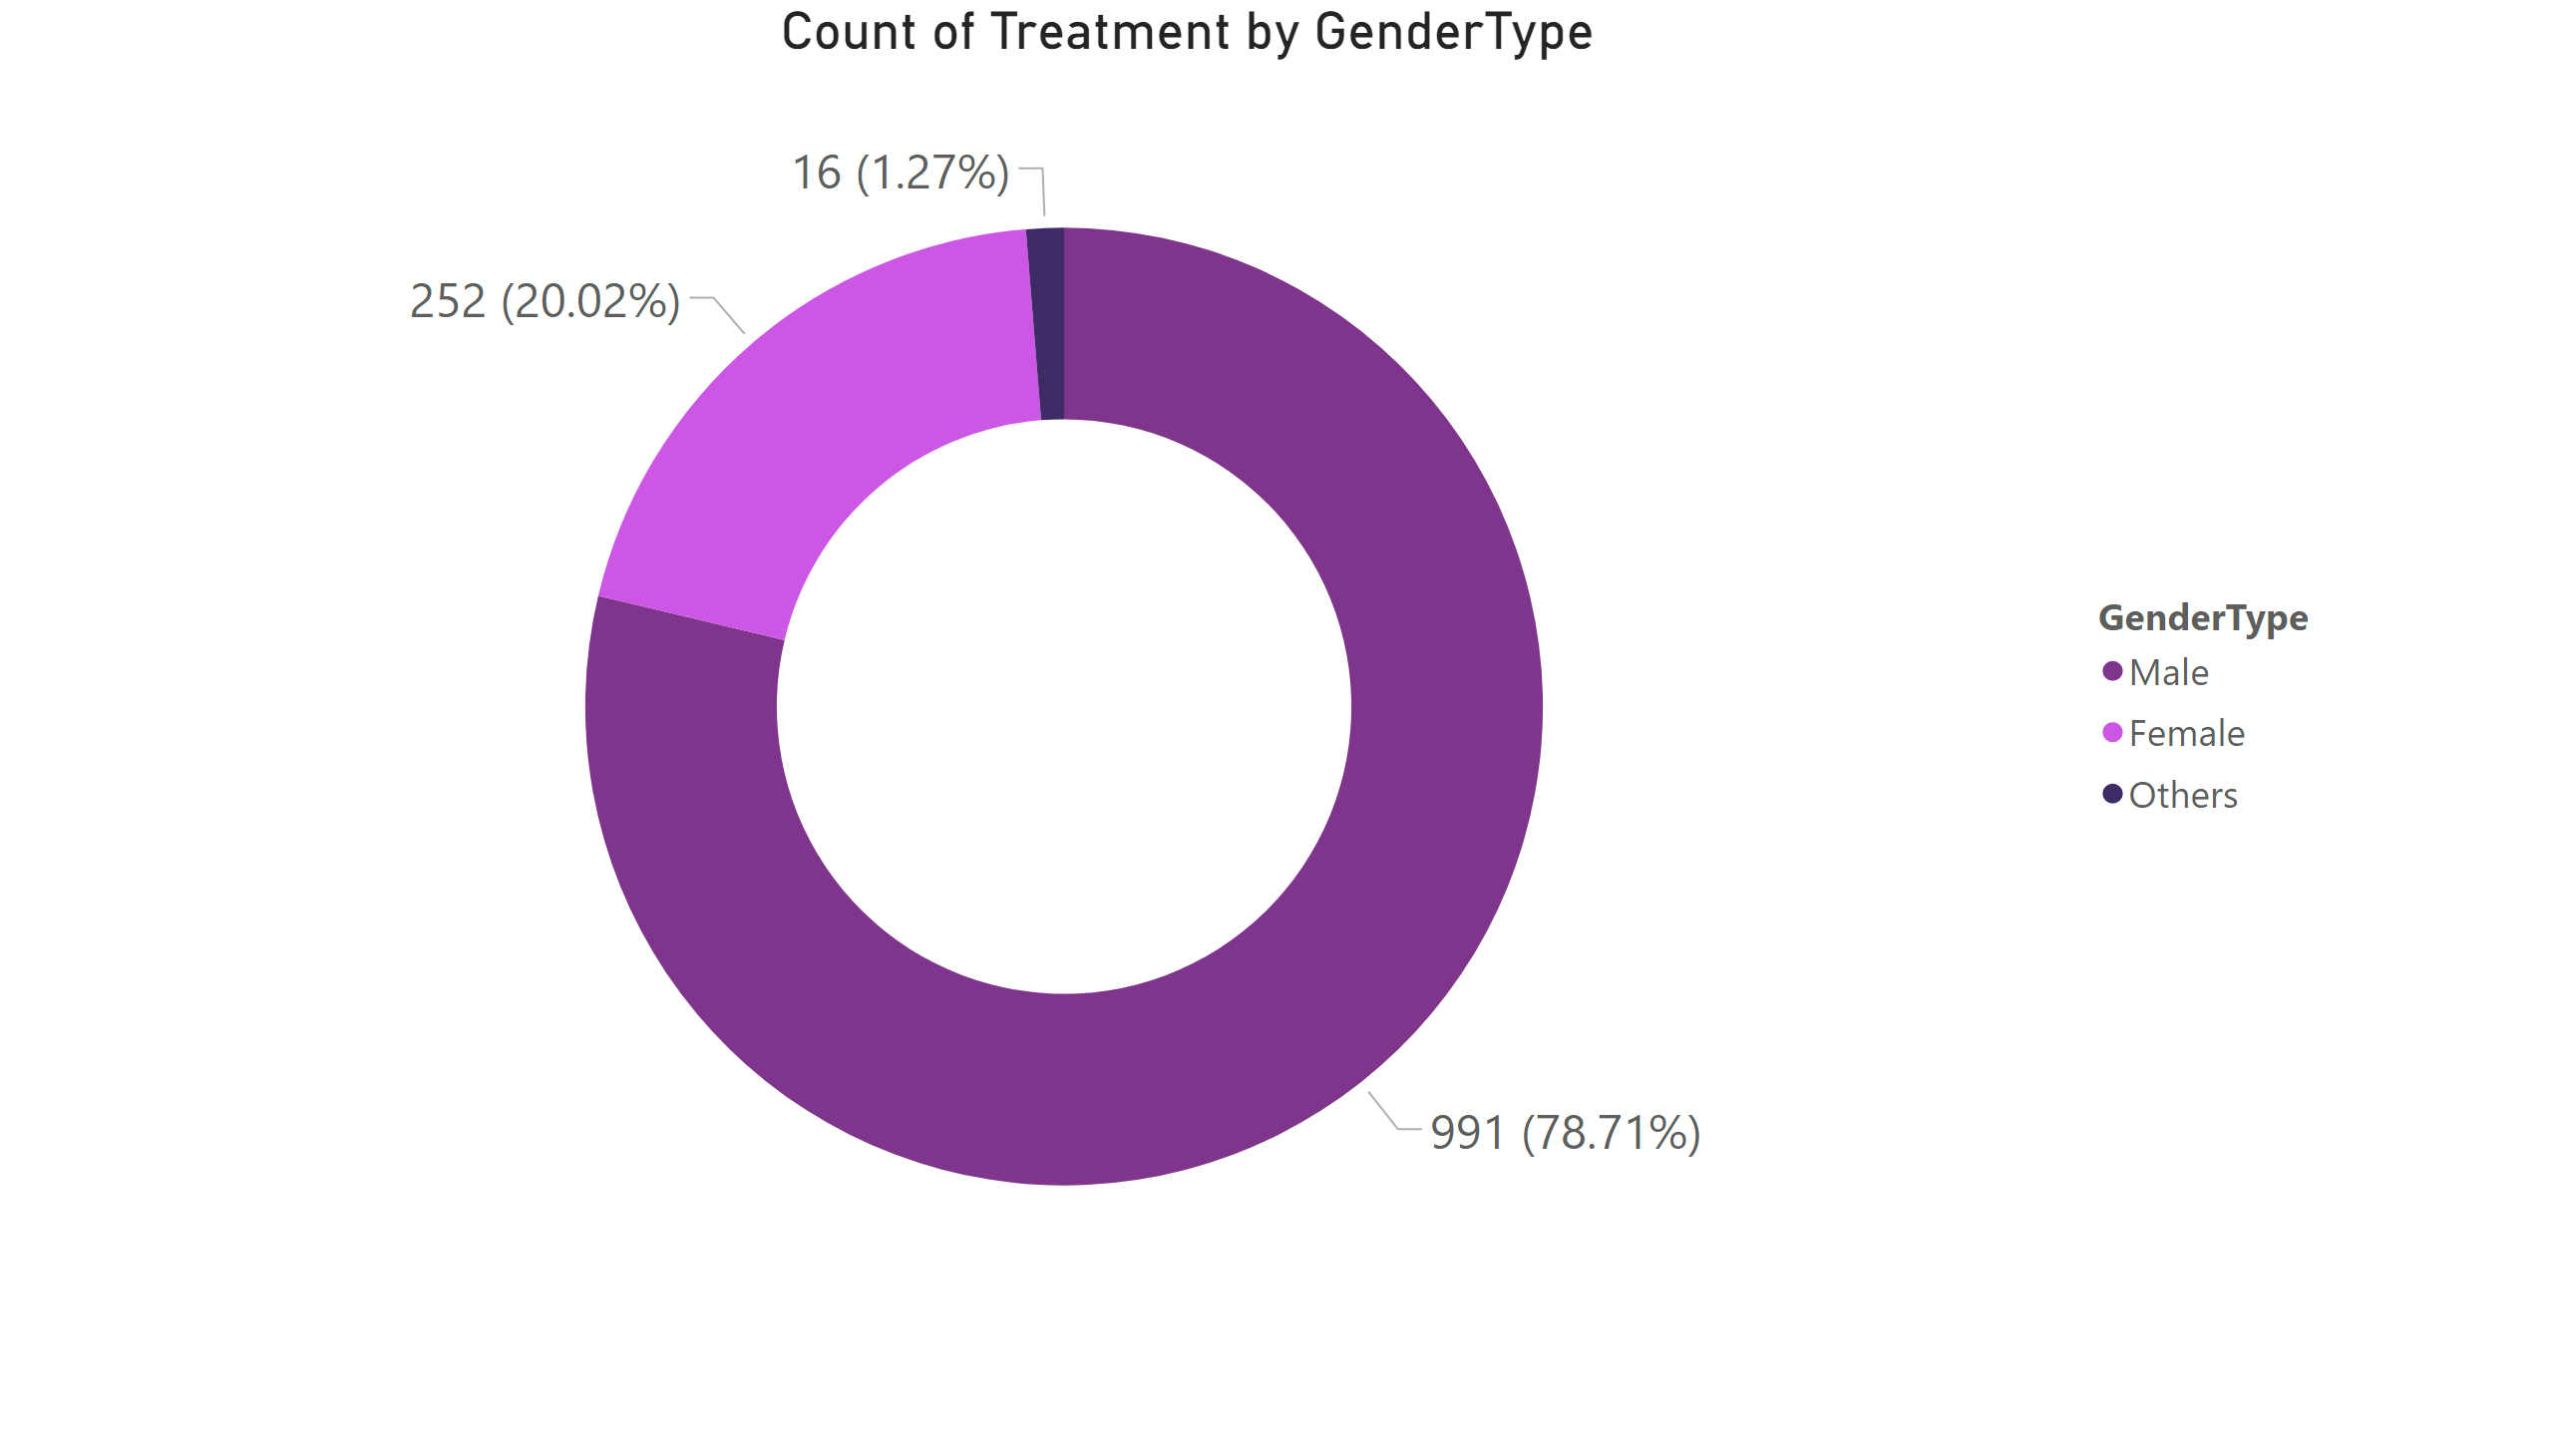 Count of Treatment by GenderType
16 (1.27%)
252 (20.02%)
991 (78.71%)
GenderType
Male
Female
Others